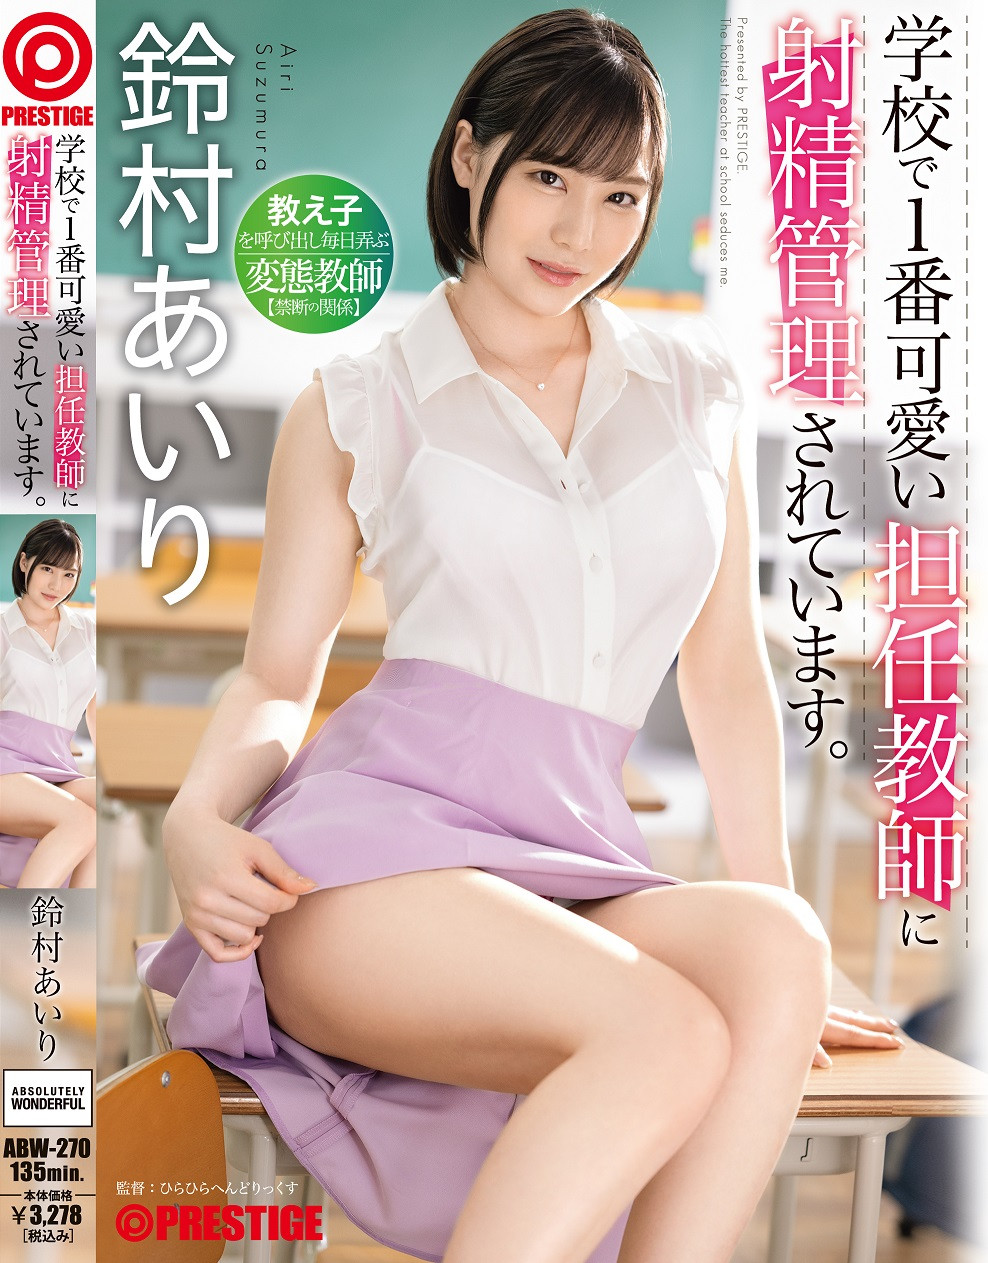 PRESTIGE
学校で1番可愛い担任教師に
射精管理されています。
鈴村あいり
ABSOLUTELY
WONDERFUL
ABW-270
135min.
本体価格
￥3,278
[税込み]
鈴村あいり
Airi
Suzumura
教え子
を呼び出し毎日弄ぶ
変態教師
【禁断の関係】
Presented by PRESTIGE.
The hottest teacher at school seduces me.
学校で1番可愛い担任教師に
射精管理されています。
監督：ひらひらへんどりっくす
PRESTIGE